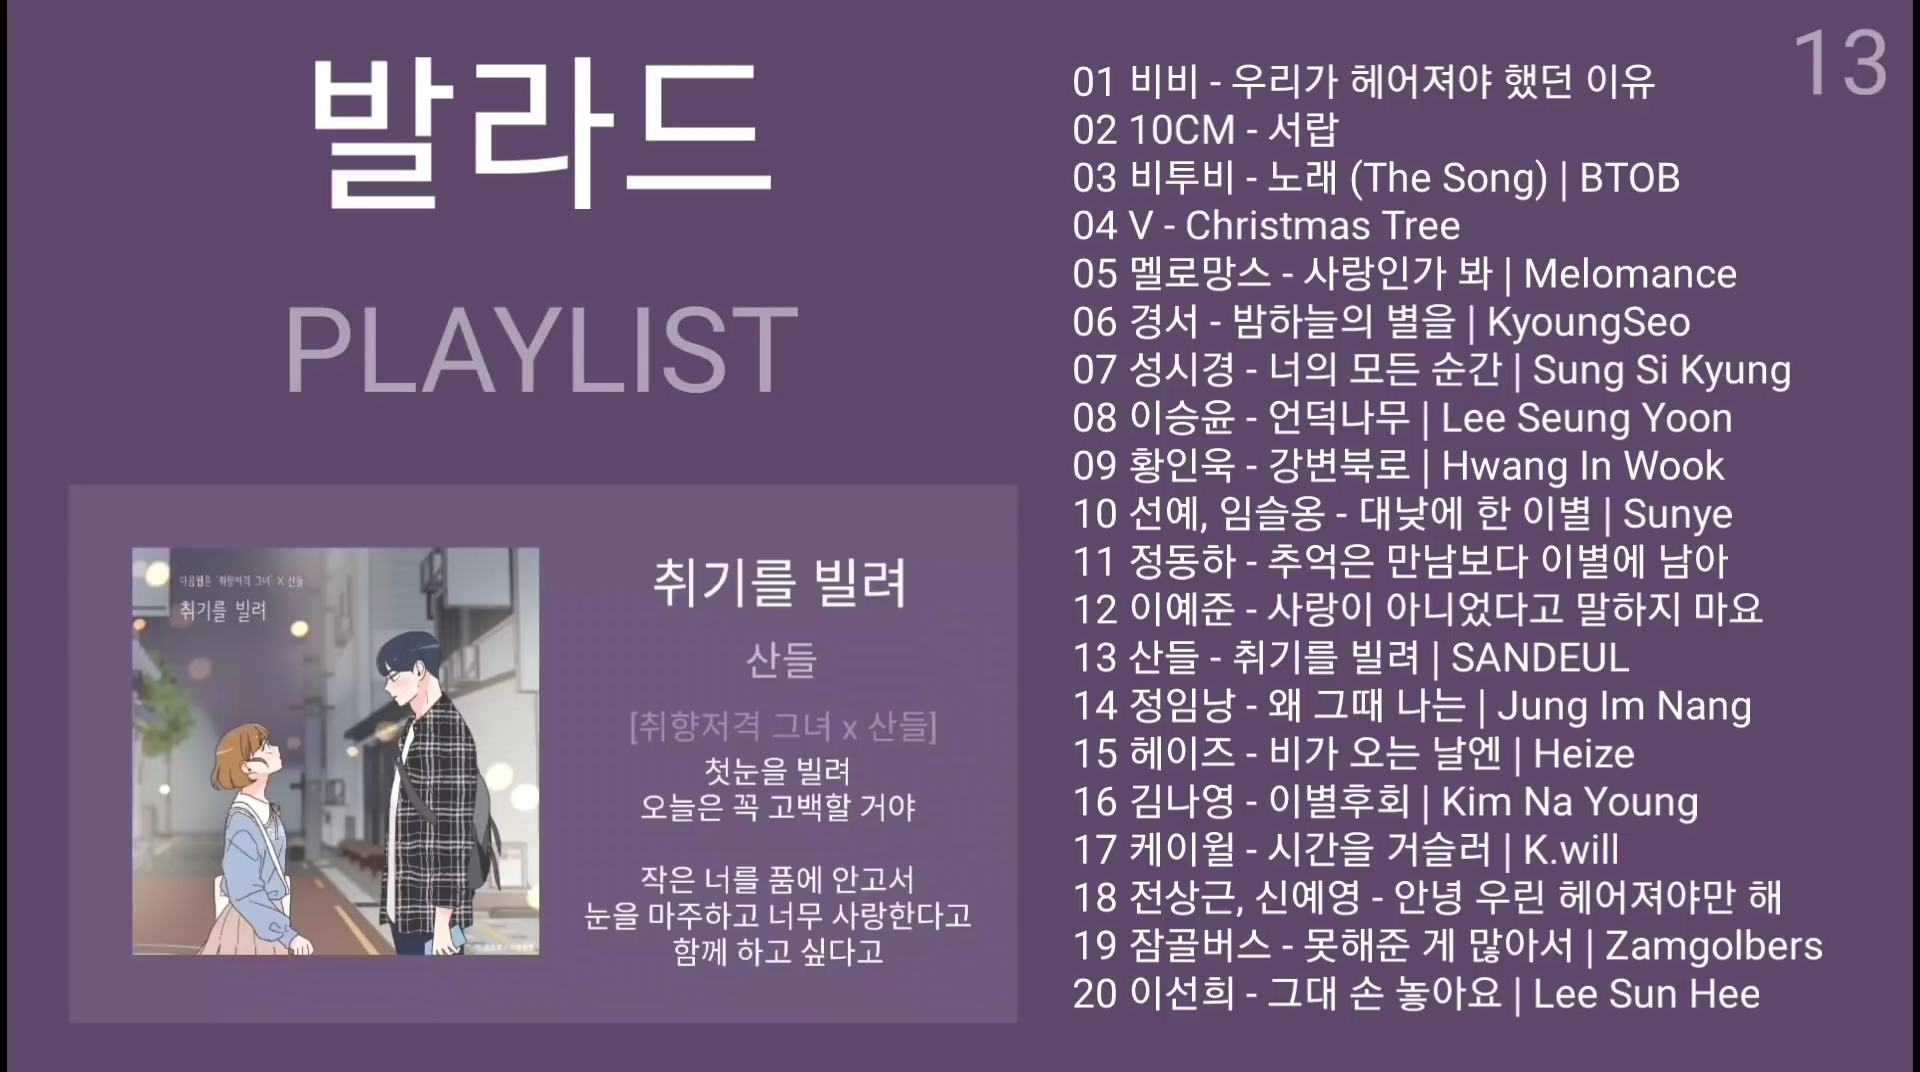 발라드
PLAYLIST
13
01 비비 - 우리가 헤어져야 했던 이유
02 10CM - 서랍
03 비투비 - 노래 (The Song) | BTOB
04 V - Christmas Tree
05 멜로망스 - 사랑인가 봐 | Melomance
06 경서 - 밤하늘의 별을 | KyoungSeo
07 성시경 - 너의 모든 순간 | Sung Si Kyung
08 이승윤 - 언덕나무 | Lee Seung Yoon
09 황인욱 - 강변북로 | Hwang In Wook
10 선예, 임슬옹 - 대낮에 한 이별 | Sunye
11 정동하 - 추억은 만남보다 이별에 남아
12 이예준 - 사랑이 아니었다고 말하지 마요
13 산들 - 취기를 빌려 | SANDEUL
14 정임낭 - 왜 그때 나는 | Jung Im Nang
15 헤이즈 - 비가 오는 날엔 | Heize
16 김나영 - 이별후회 | Kim Na Young
17 케이윌 - 시간을 거슬러 | K.will
18 전상근, 신예영 - 안녕 우린 헤어져야만 해
19 잠골버스 - 못해준 게 많아서 | Zamgolbers
20 이선희 - 그대 손 놓아요 | Lee Sun Hee
다음웹툰 '취향저격 그녀' X 산들
취기를 빌려
취기를 빌려
산들
[취향저격 그녀 x 산들]
첫눈을 빌려
오늘은 꼭 고백할 거야
작은 너를 품에 안고서
눈을 마주하고 너무 사랑한다고
함께 하고 싶다고